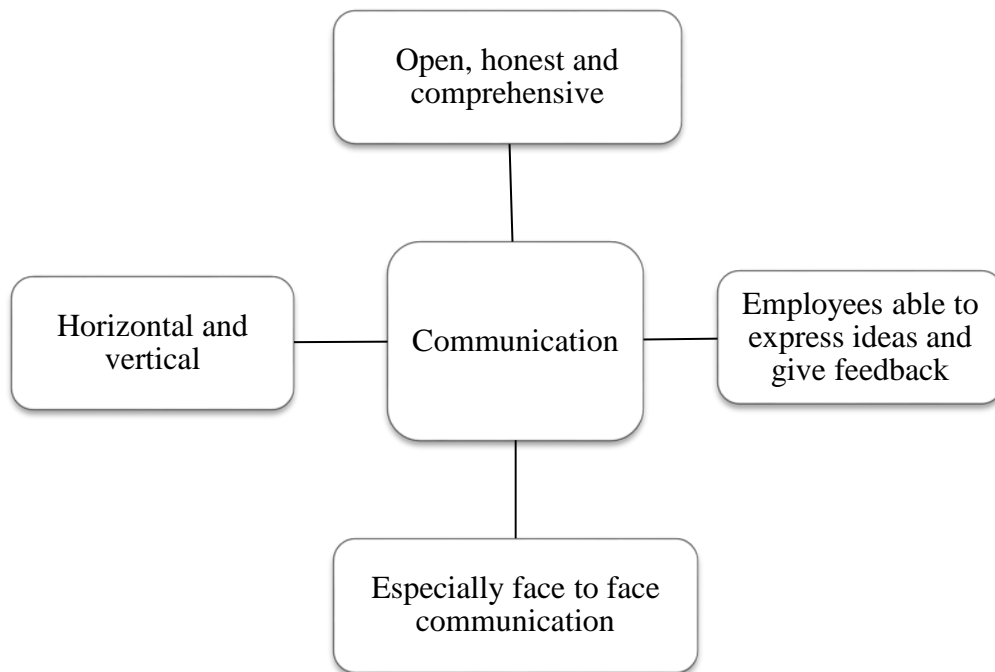 Open, honest and
comprehensive
Horizontal and
vertical
Communication
Employees able to
express ideas and
give feedback
Especially face to face
communication